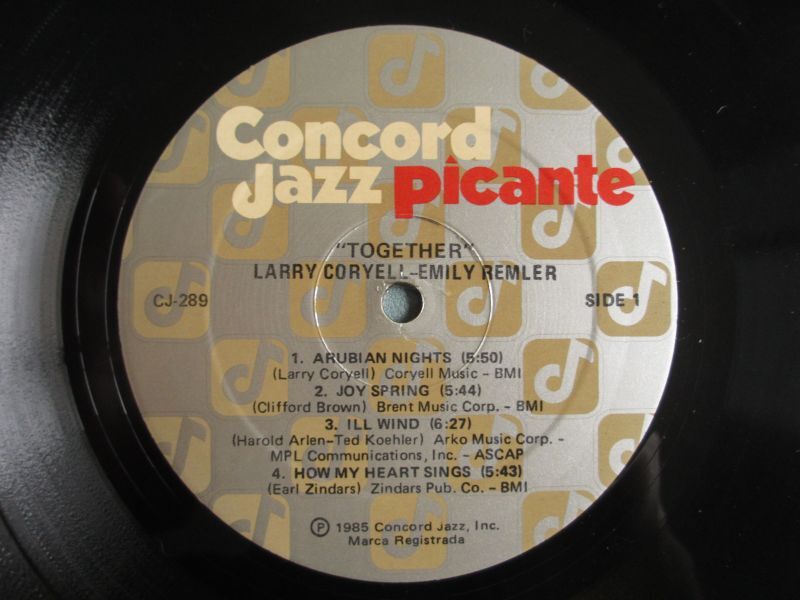 Concord
Jazz Picante
"TOGETHER"
LARRY CORYELL-EMILY REMLER
CJ-289
SIDE 1
1. ARUBIAN NIGHTS (5:50)
(Larry Coryell) Coryell Music - BMI
2. JOY SPRING (5:44)
(Clifford Brown) Brent Music Corp. - BMI
3. ILL WIND (6:27)
(Harold Arlen-Ted Koehler) Arko Music Corp. -
MPL Communications, Inc. - ASCAP
4. HOW MY HEART SINGS (5:43)
(Earl Zindars) Zindars Pub. Co. - BMI
Ⓟ 1985 Concord Jazz, Inc.
Marca Registrada